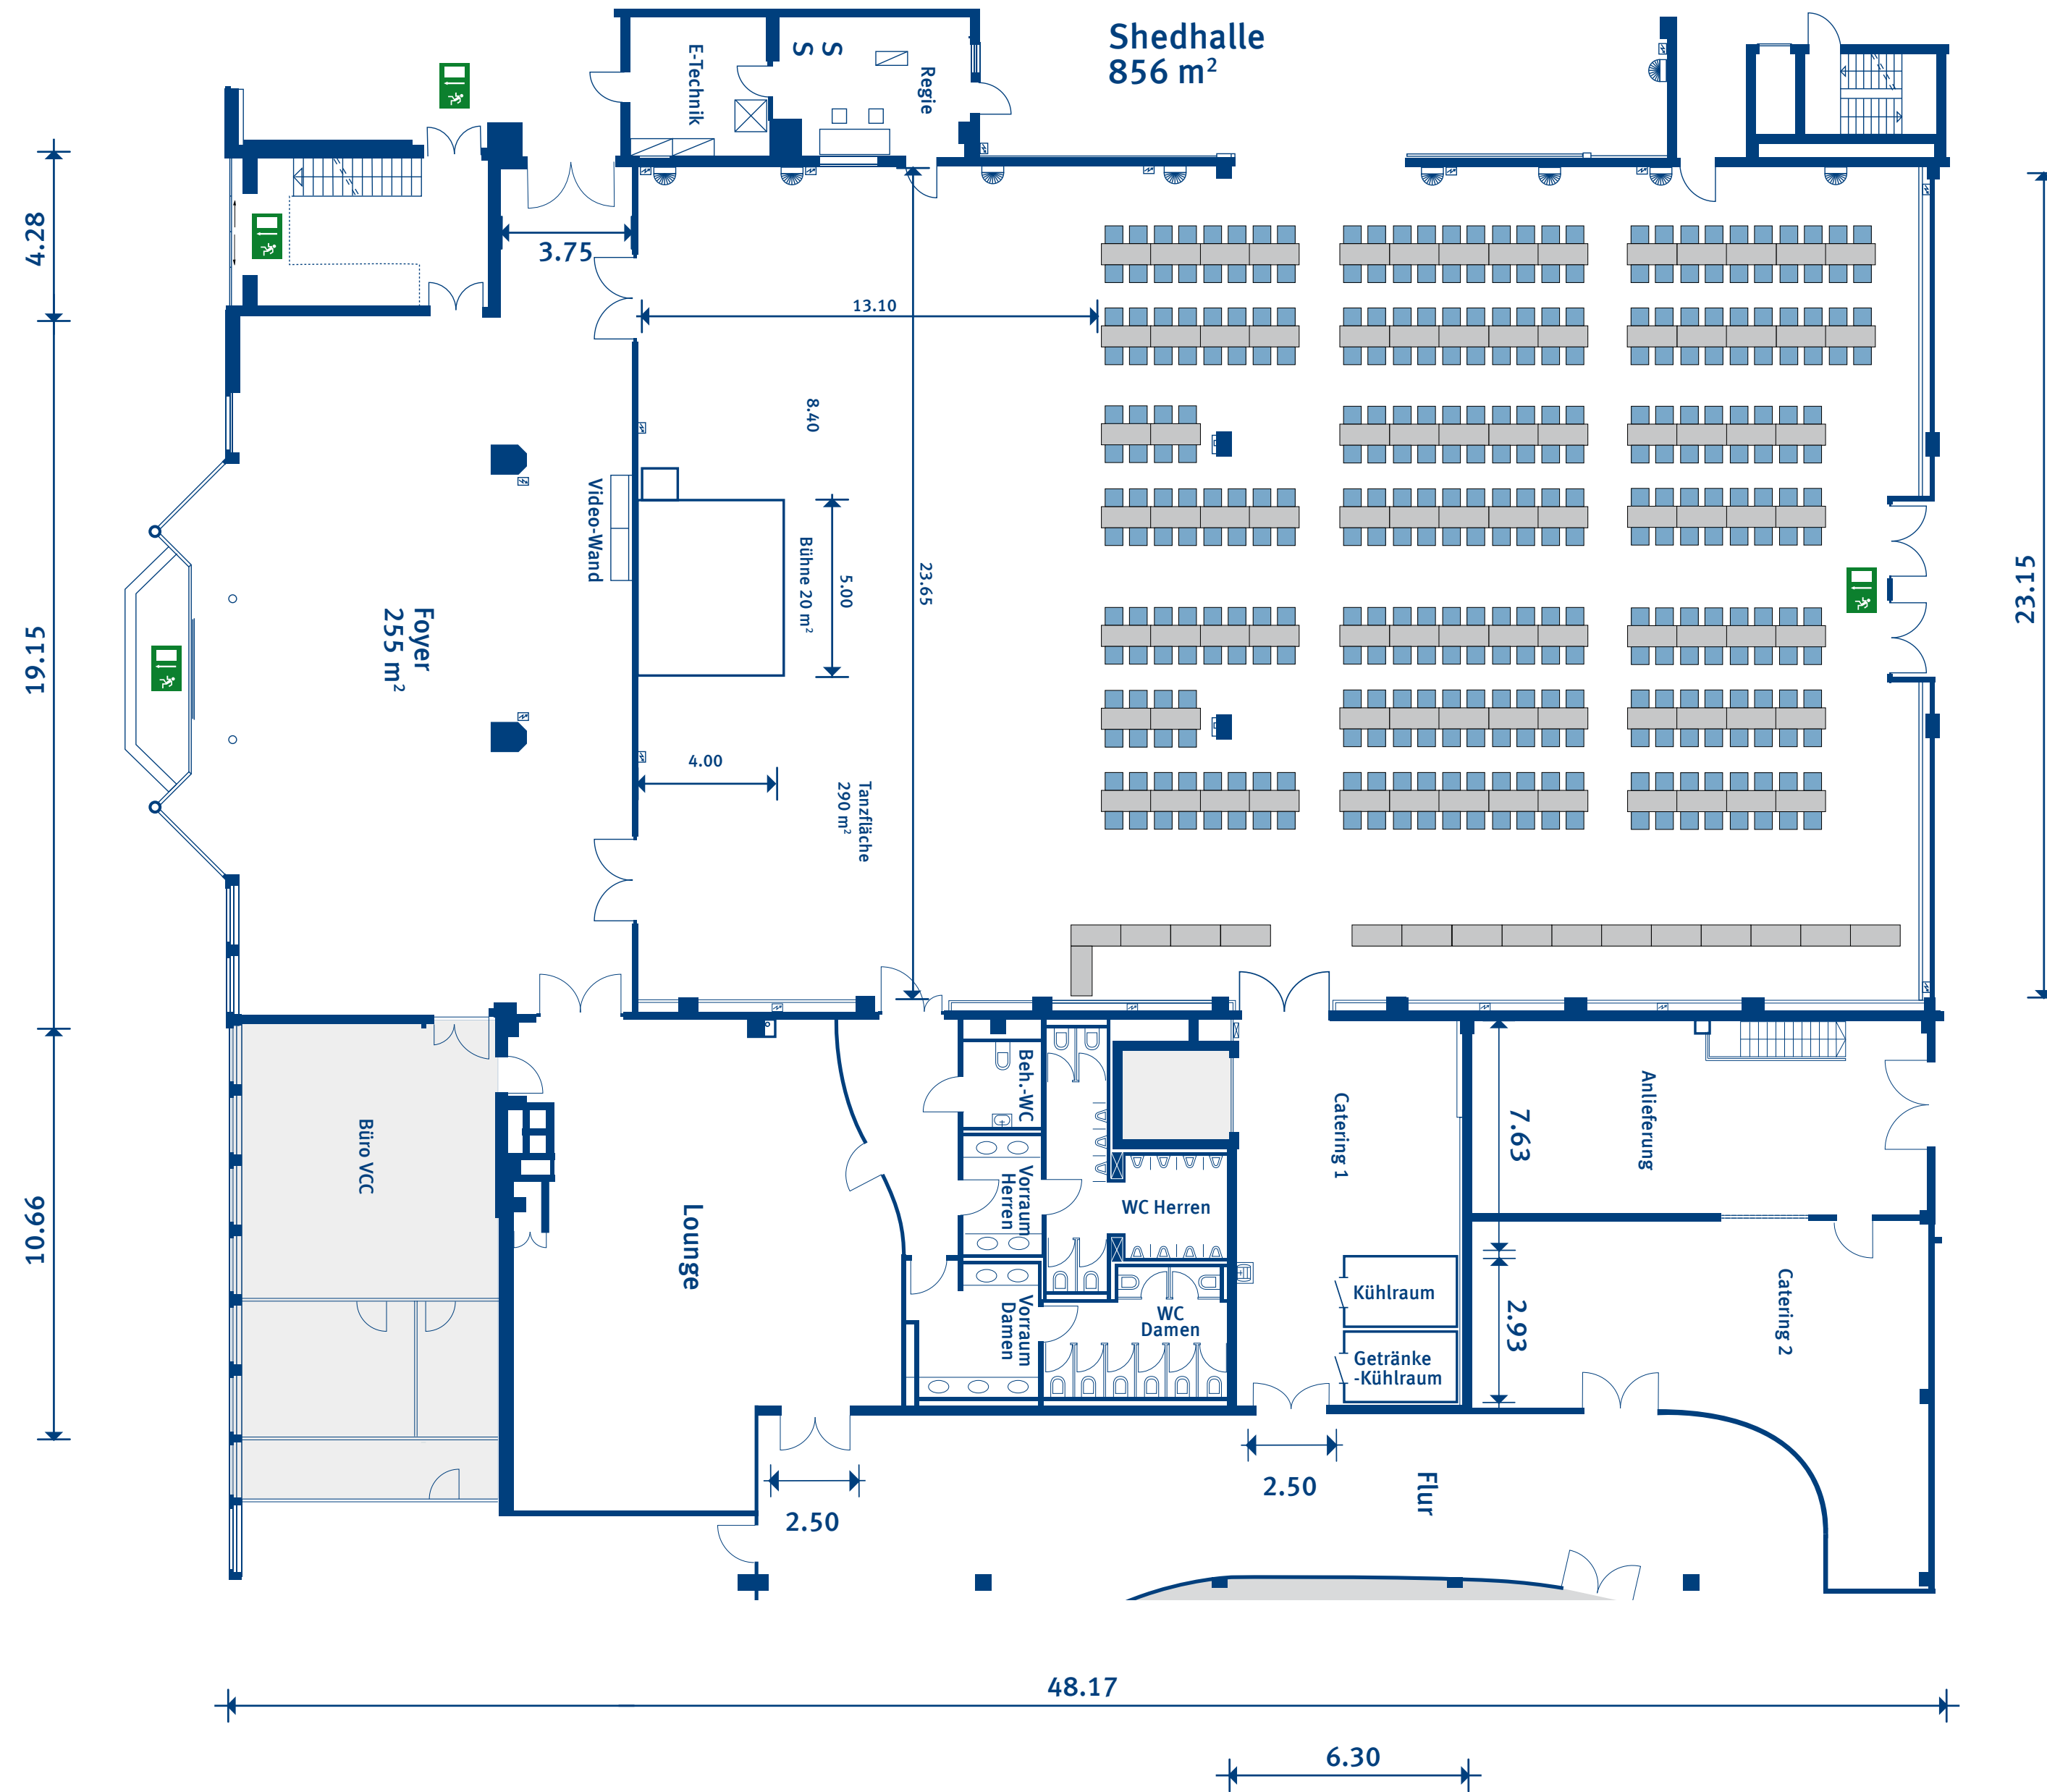 Shedhalle
856 m²
E-Technik
S
S
Regie
4.28
3.75
13.10
8.40
Video-Wand
Bühne 20 m²
5.00
23.65
23.15
Foyer
255 m²
19.15
4.00
Tanzfläche
290 m²
Büro VCC
Lounge
Beh.-WC
Vorraum
Herren
WC Herren
Vorraum
Damen
WC
Damen
Catering 1
Kühlraum
Getränke
-Kühlraum
7.63
2.93
Anlieferung
Catering 2
10.66
2.50
2.50
Flur
48.17
6.30